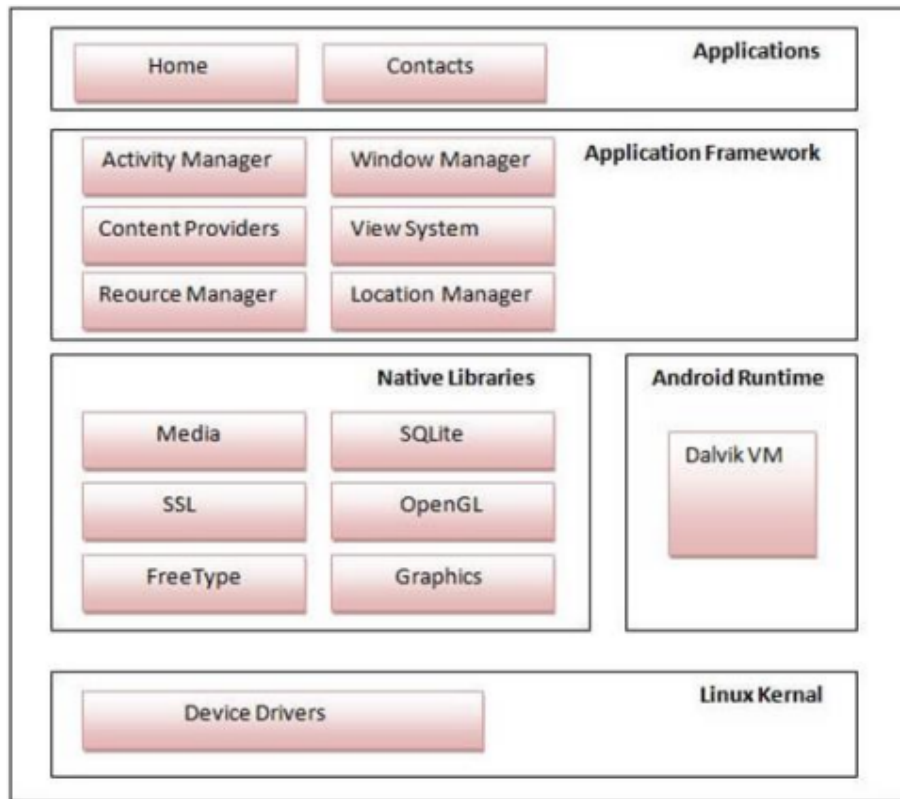 Applications
Home
Contacts
Application Framework
Activity Manager
Window Manager
Content Providers
View System
Reource Manager
Location Manager
Native Libraries
Media
SQLite
SSL
OpenGL
FreeType
Graphics
Android Runtime
Dalvik VM
Linux Kernal
Device Drivers